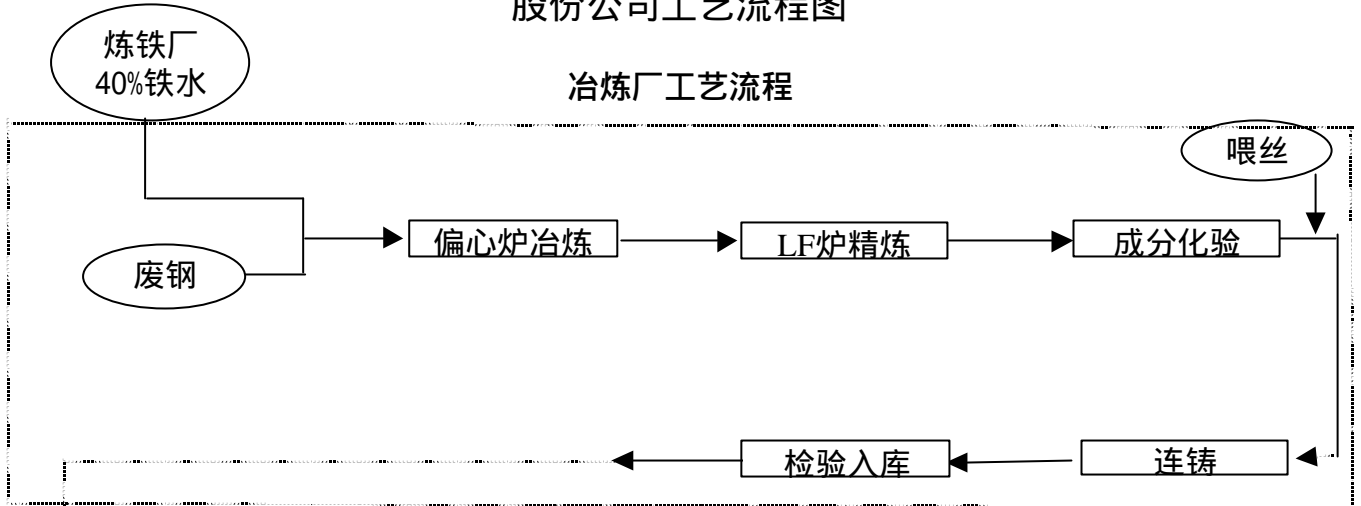 股份公司工艺流程图
炼铁厂
40%铁水
冶炼厂工艺流程
喂丝
偏心炉冶炼
LF炉精炼
成分化验
废钢
检验入库
连铸